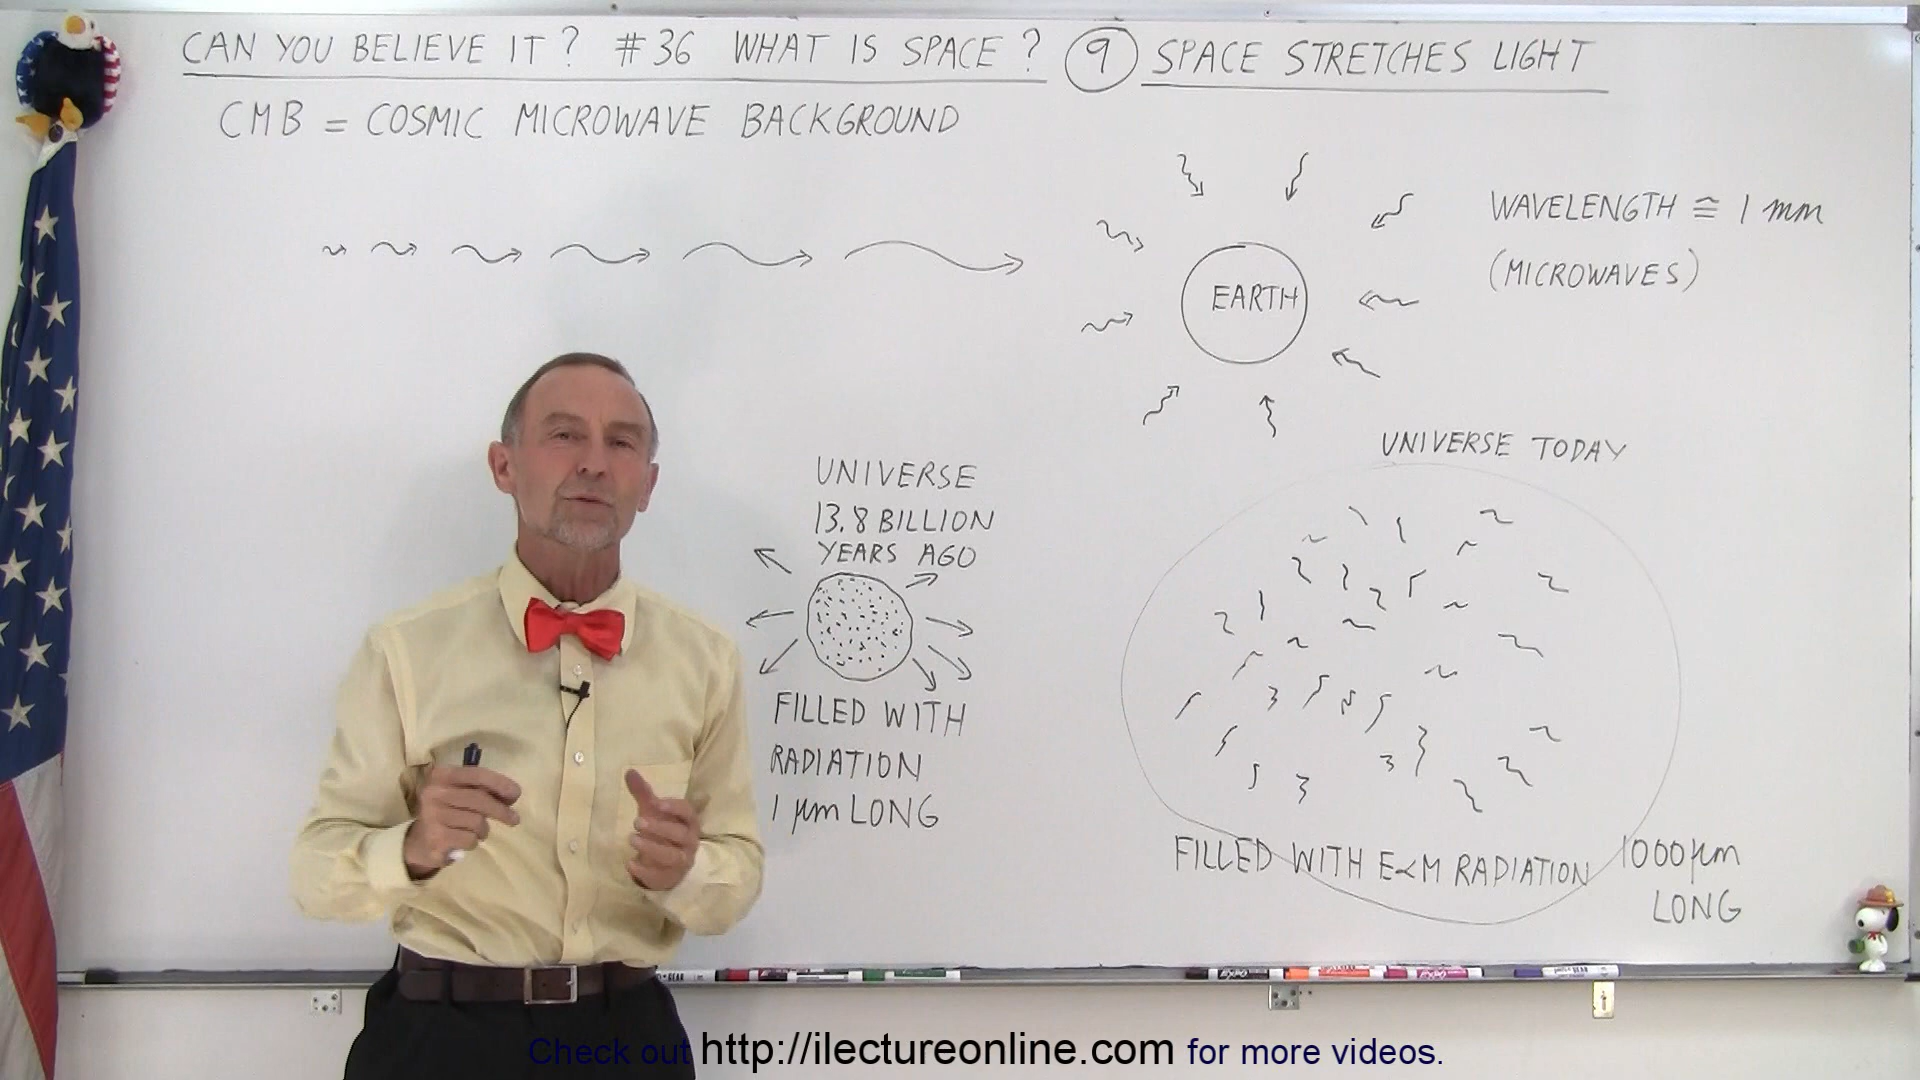 CAN YOU BELIEVE IT? #36 WHAT IS SPACE? 9 SPACE STRETCHES LIGHT
CMB = COSMIC MICROWAVE BACKGROUND
WAVELENGTH ≅ 1 mm
(MICROWAVES)
EARTH
UNIVERSE TODAY
UNIVERSE
13.8 BILLION
YEARS AGO
FILLED WITH
RADIATION
1 μm LONG
FILLED WITH E&M RADIATION 1000 μm
LONG
Check out http://ilectureonline.com for more videos.